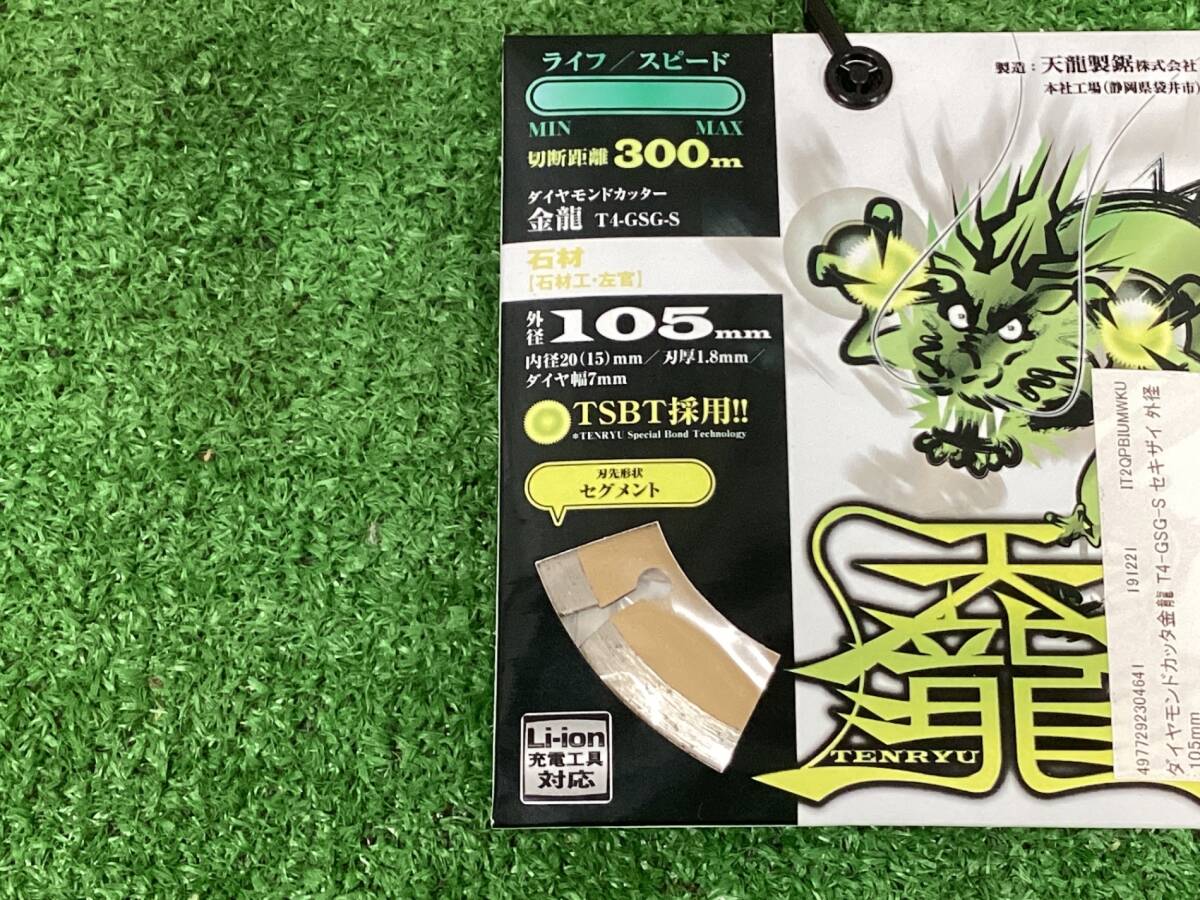 ライフ/スピード
MIN MAX
切断距離 300m
ダイヤモンドカッター
金龍 T4-GSG-S
石材
【石材工・左官】
外径 105mm
内径20(15)mm/刃厚1.8mm/
ダイヤ幅7mm
TSBT採用!!
*TENRYU Special Bond Technology
刃先形状
セグメント
Li-ion
充電工具
対応
製造:天龍製鋸株式会社
本社工場(静岡県袋井市)
天龍
TENRYU
4977292304641 191221 IT2QPBIUMWKU
ダイヤモンドカッタ金龍 T4-GSG-S セキザイ 外径
105mm